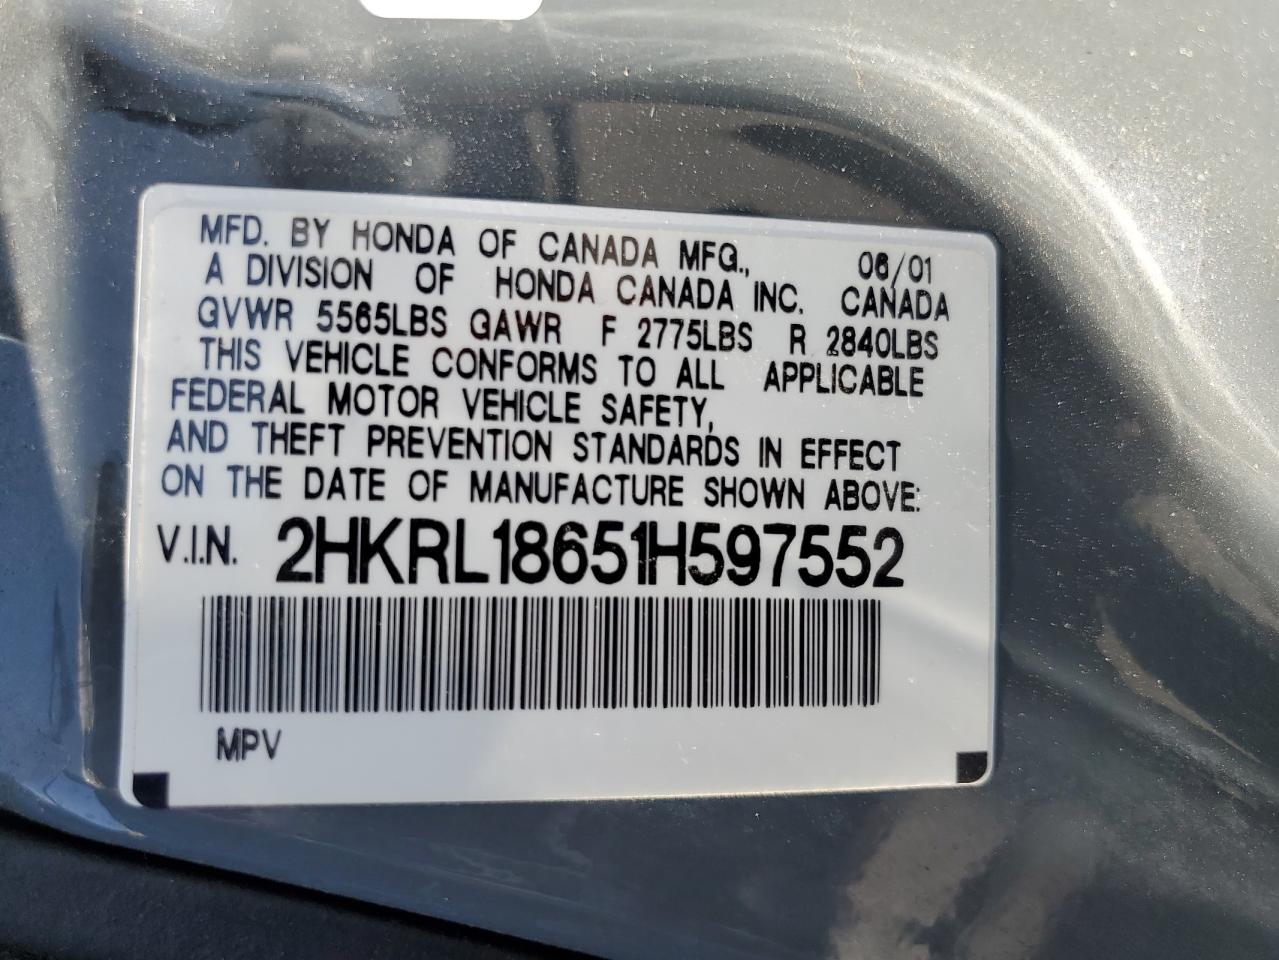 MFD. BY HONDA OF CANADA MFG., 06/01
A DIVISION OF HONDA CANADA INC. CANADA
GVWR 5565LBS GAWR F 2775LBS R 2840LBS
THIS VEHICLE CONFORMS TO ALL APPLICABLE
FEDERAL MOTOR VEHICLE SAFETY,
AND THEFT PREVENTION STANDARDS IN EFFECT
ON THE DATE OF MANUFACTURE SHOWN ABOVE:
V.I.N. 2HKRL18651H597552
MPV